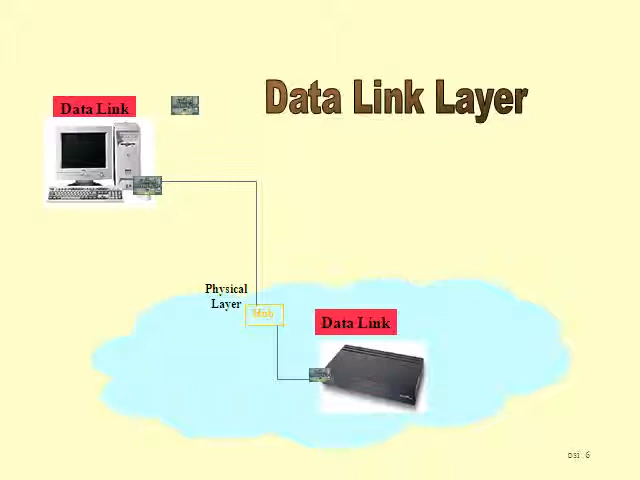 Data Link Layer
Data Link
Physical
Layer
Hub
Data Link
osi 6